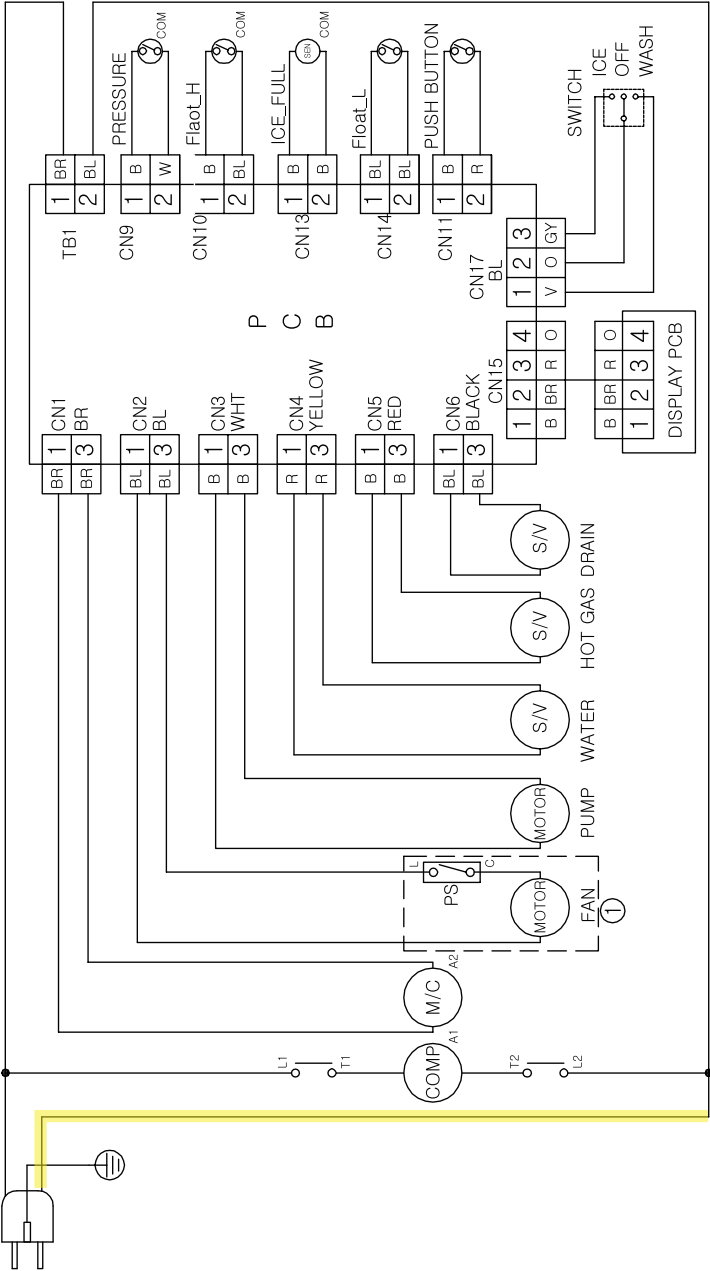 PRESSURE
COM
Flaot_H
COM
ICE_FULL
SEN
COM
Float_L
PUSH BUTTON
SWITCH
ICE
OFF
WASH
BR BL
1 2
TB1
B W
1 2
CN9
B BL
1 2
CN10
B B
1 2
CN13
BL BL
1 2
CN14
B R
1 2
CN11
CN17
BL
1 2 3
V O GY
P C B
CN15
1 2 3 4
B BR R O
B BR R O
1 2 3 4
DISPLAY PCB
CN1
BR
1 3
BR BR
CN2
BL
1 3
BL BL
CN3
WHT
1 3
B B
CN4
YELLOW
1 3
R R
CN5
RED
1 3
B B
CN6
BLACK
1 3
BL BL
S/V
DRAIN
S/V
HOT GAS
S/V
WATER
MOTOR
PUMP
L
C
PS
MOTOR
FAN
1
M/C
A2
A1
L1
T1
COMP
T2
L2